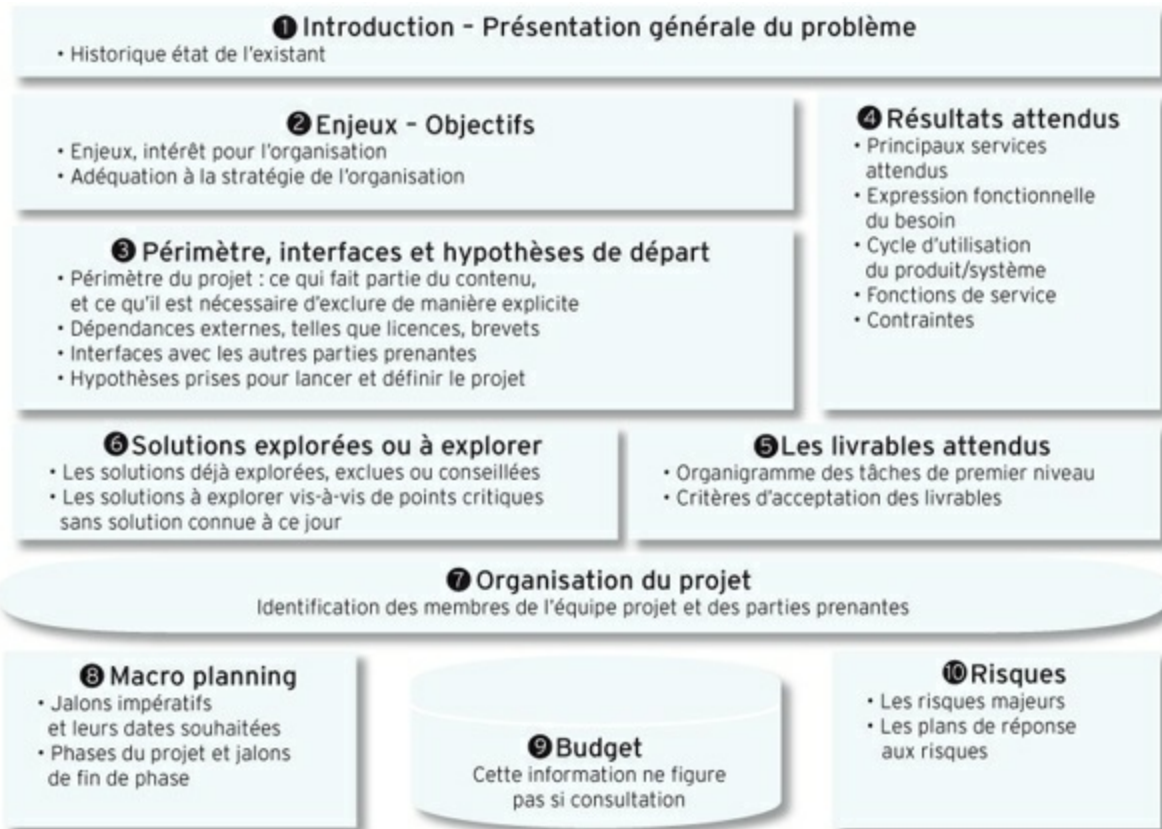 ❶ Introduction – Présentation générale du problème
• Historique état de l'existant
❷ Enjeux – Objectifs
• Enjeux, intérêt pour l'organisation
• Adéquation à la stratégie de l'organisation
❸ Périmètre, interfaces et hypothèses de départ
• Périmètre du projet : ce qui fait partie du contenu,
et ce qu'il est nécessaire d'exclure de manière explicite
• Dépendances externes, telles que licences, brevets
• Interfaces avec les autres parties prenantes
• Hypothèses prises pour lancer et définir le projet
❹ Résultats attendus
• Principaux services
attendus
• Expression fonctionnelle
du besoin
• Cycle d'utilisation
du produit/système
• Fonctions de service
• Contraintes
❻ Solutions explorées ou à explorer
• Les solutions déjà explorées, exclues ou conseillées
• Les solutions à explorer vis-à-vis de points critiques
sans solution connue à ce jour
❺ Les livrables attendus
• Organigramme des tâches de premier niveau
• Critères d'acceptation des livrables
❼ Organisation du projet
Identification des membres de l'équipe projet et des parties prenantes
❽ Macro planning
• Jalons impératifs
et leurs dates souhaitées
• Phases du projet et jalons
de fin de phase
❾ Budget
Cette information ne figure
pas si consultation
❿ Risques
• Les risques majeurs
• Les plans de réponse
aux risques